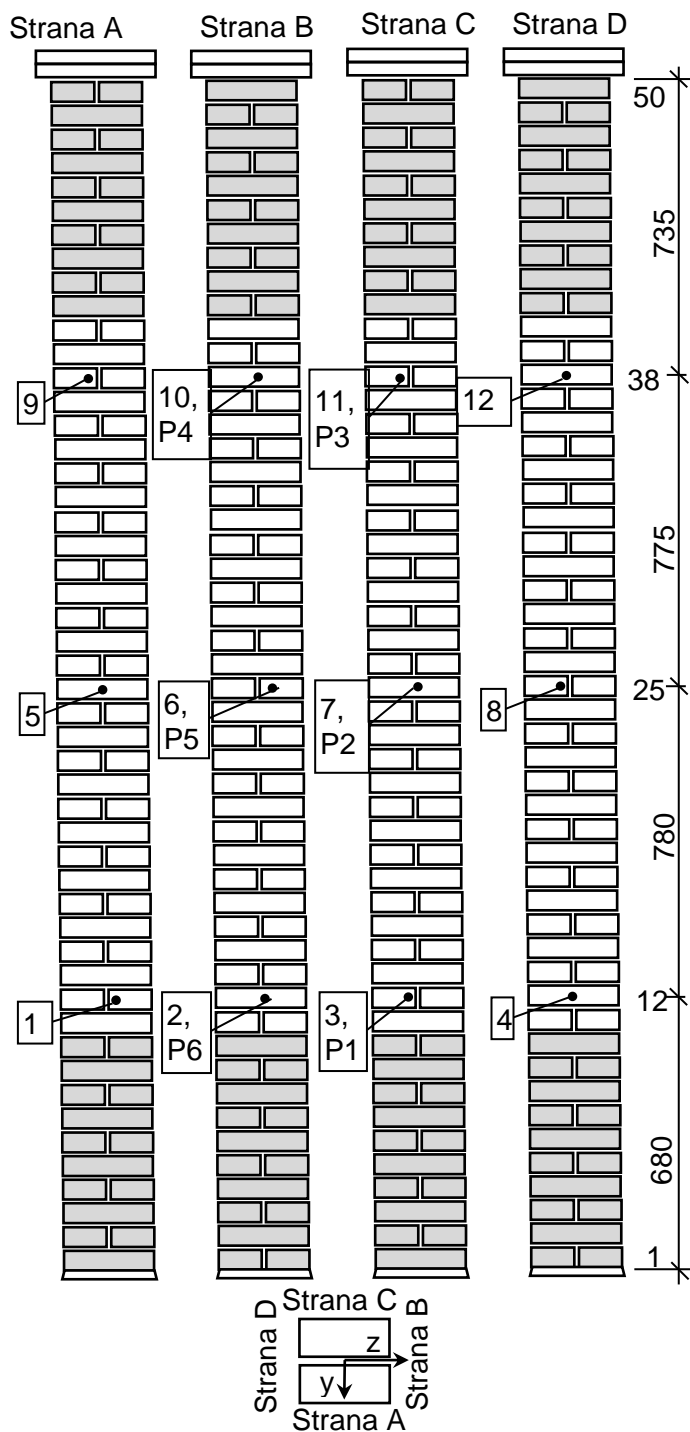 Strana A
Strana B
Strana C
Strana D
50
735
9
10,
P4
11,
P3
12
38
775
5
6,
P5
7,
P2
8
25
780
1
2,
P6
3,
P1
4
12
680
1
Strana C
Strana D
z
y
Strana B
Strana A